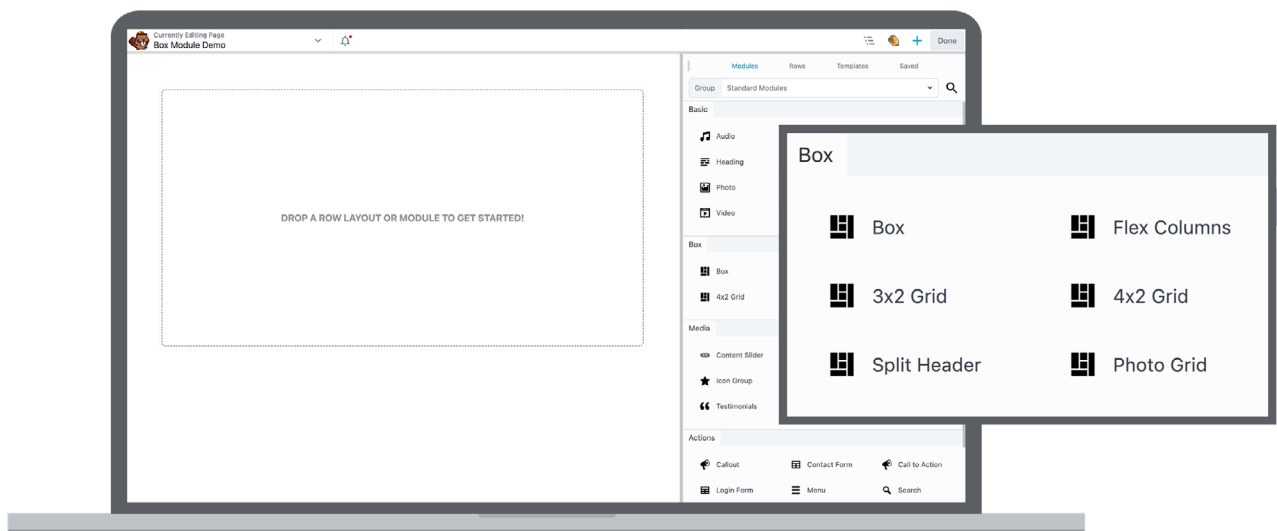 Currently Editing Page
Box Module Demo
Done
Modules Rows Templates Saved
Group Standard Modules
Basic
Audio
Heading
Photo
Video
Box
Box
4x2 Grid
Media
Content Slider
Icon Group
Testimonials
Actions
Callout Contact Form Call to Action
Login Form Menu Search
DROP A ROW LAYOUT OR MODULE TO GET STARTED!
Box
Box Flex Columns
3x2 Grid 4x2 Grid
Split Header Photo Grid